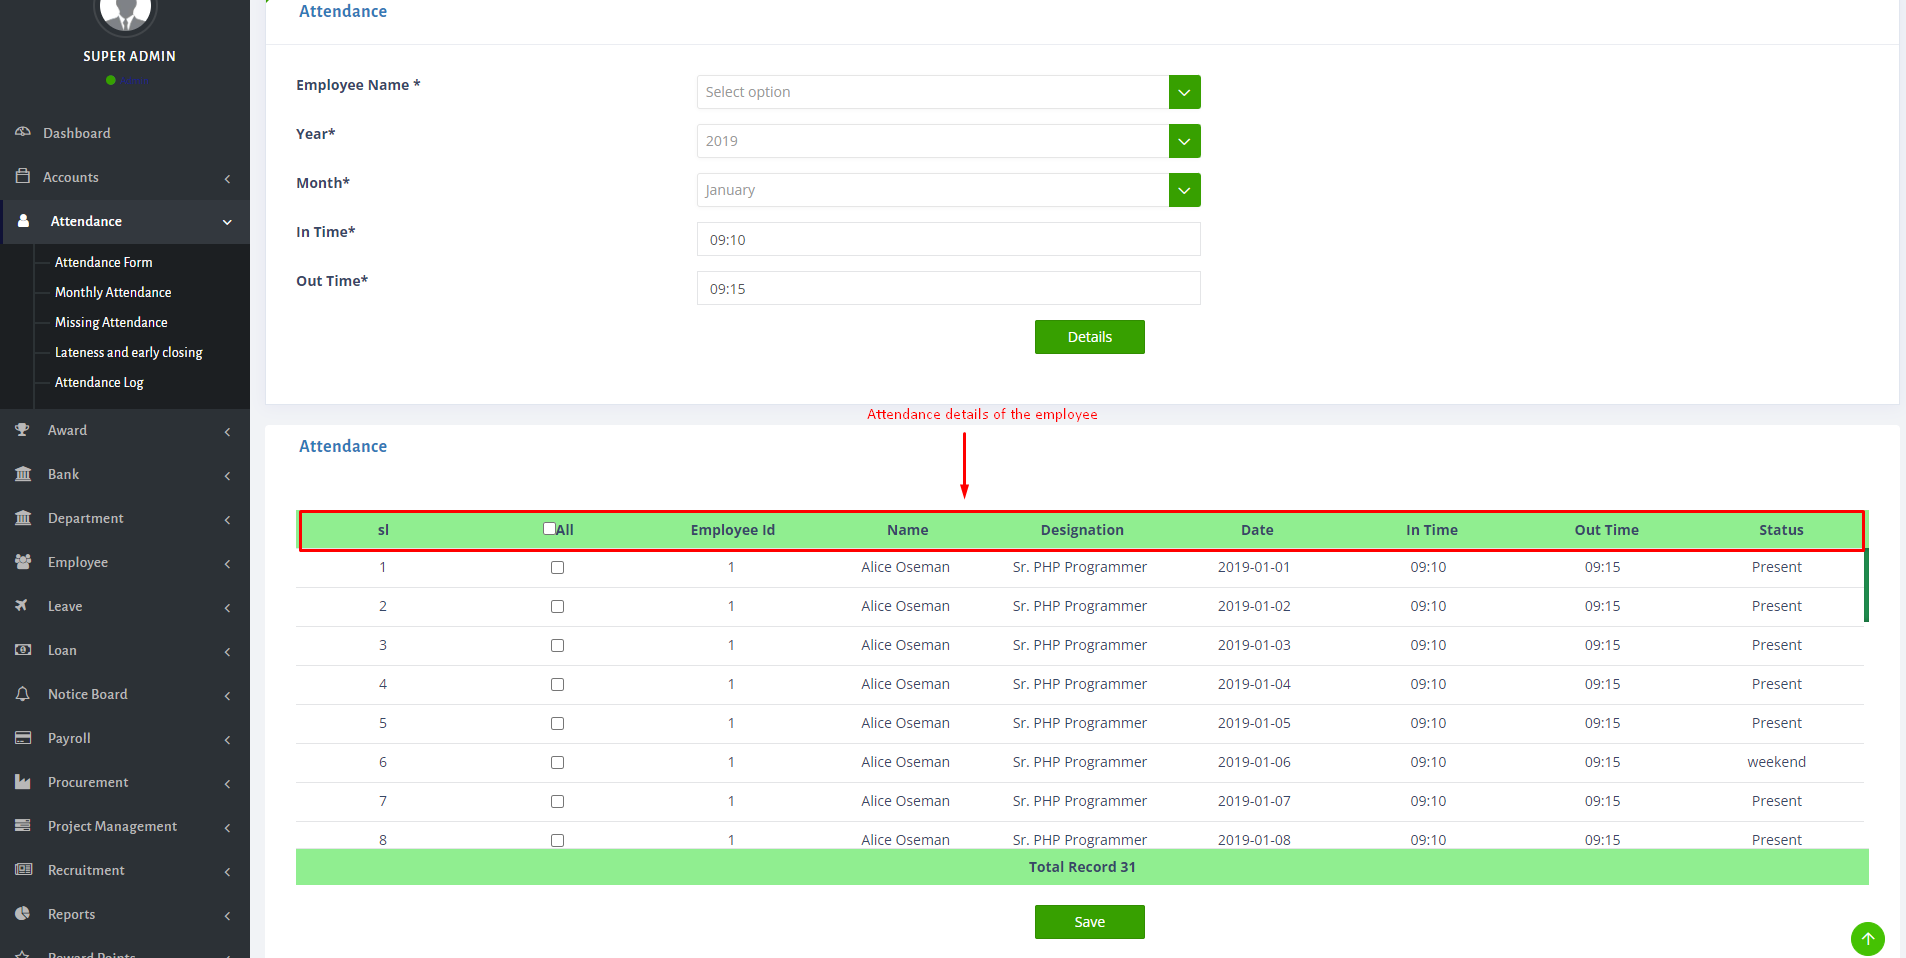 SUPER ADMIN
Dashboard
Accounts
Attendance
Attendance Form
Monthly Attendance
Missing Attendance
Lateness and early closing
Attendance Log
Award
Bank
Department
Employee
Leave
Loan
Notice Board
Payroll
Procurement
Project Management
Recruitment
Reports
Reward Points
Attendance
Employee Name * Select option
Year* 2019
Month* January
In Time* 09:10
Out Time* 09:15
Details
Attendance details of the employee
Attendance
sl All Employee Id Name Designation Date In Time Out Time Status
1 1 Alice Oseman Sr. PHP Programmer 2019-01-01 09:10 09:15 Present
2 1 Alice Oseman Sr. PHP Programmer 2019-01-02 09:10 09:15 Present
3 1 Alice Oseman Sr. PHP Programmer 2019-01-03 09:10 09:15 Present
4 1 Alice Oseman Sr. PHP Programmer 2019-01-04 09:10 09:15 Present
5 1 Alice Oseman Sr. PHP Programmer 2019-01-05 09:10 09:15 Present
6 1 Alice Oseman Sr. PHP Programmer 2019-01-06 09:10 09:15 weekend
7 1 Alice Oseman Sr. PHP Programmer 2019-01-07 09:10 09:15 Present
8 1 Alice Oseman Sr. PHP Programmer 2019-01-08 09:10 09:15 Present
Total Record 31
Save